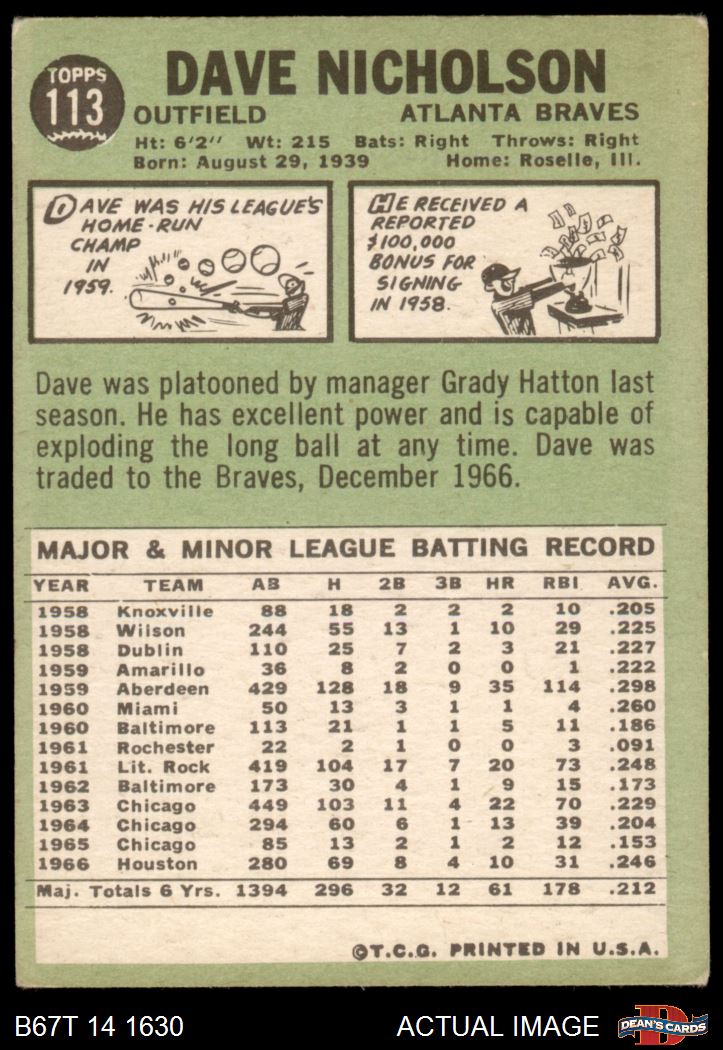 TOPPS
113
DAVE NICHOLSON
OUTFIELD ATLANTA BRAVES
Ht: 6'2" Wt: 215 Bats: Right Throws: Right
Born: August 29, 1939 Home: Roselle, Ill.
DAVE WAS HIS LEAGUE'S
HOME-RUN
CHAMP
IN
1959.
HE RECEIVED A
REPORTED
$100,000
BONUS FOR
SIGNING
IN 1958.
Dave was platooned by manager Grady Hatton last
season. He has excellent power and is capable of
exploding the long ball at any time. Dave was
traded to the Braves, December 1966.
MAJOR & MINOR LEAGUE BATTING RECORD
YEAR TEAM AB H 2B 3B HR RBI AVG.
1958 Knoxville 88 18 2 2 2 10 .205
1958 Wilson 244 55 13 1 10 29 .225
1958 Dublin 110 25 7 2 3 21 .227
1959 Amarillo 36 8 2 0 0 1 .222
1959 Aberdeen 429 128 18 9 35 114 .298
1960 Miami 50 13 3 1 1 4 .260
1960 Baltimore 113 21 1 1 5 11 .186
1961 Rochester 22 2 1 0 0 3 .091
1961 Lit. Rock 419 104 17 7 20 73 .248
1962 Baltimore 173 30 4 1 9 15 .173
1963 Chicago 449 103 11 4 22 70 .229
1964 Chicago 294 60 6 1 13 39 .204
1965 Chicago 85 13 2 1 2 12 .153
1966 Houston 280 69 8 4 10 31 .246
Maj. Totals 6 Yrs. 1394 296 32 12 61 178 .212
©T.C.G. PRINTED IN U.S.A.
B67T 14 1630 ACTUAL IMAGE
D
DEAN'S CARDS